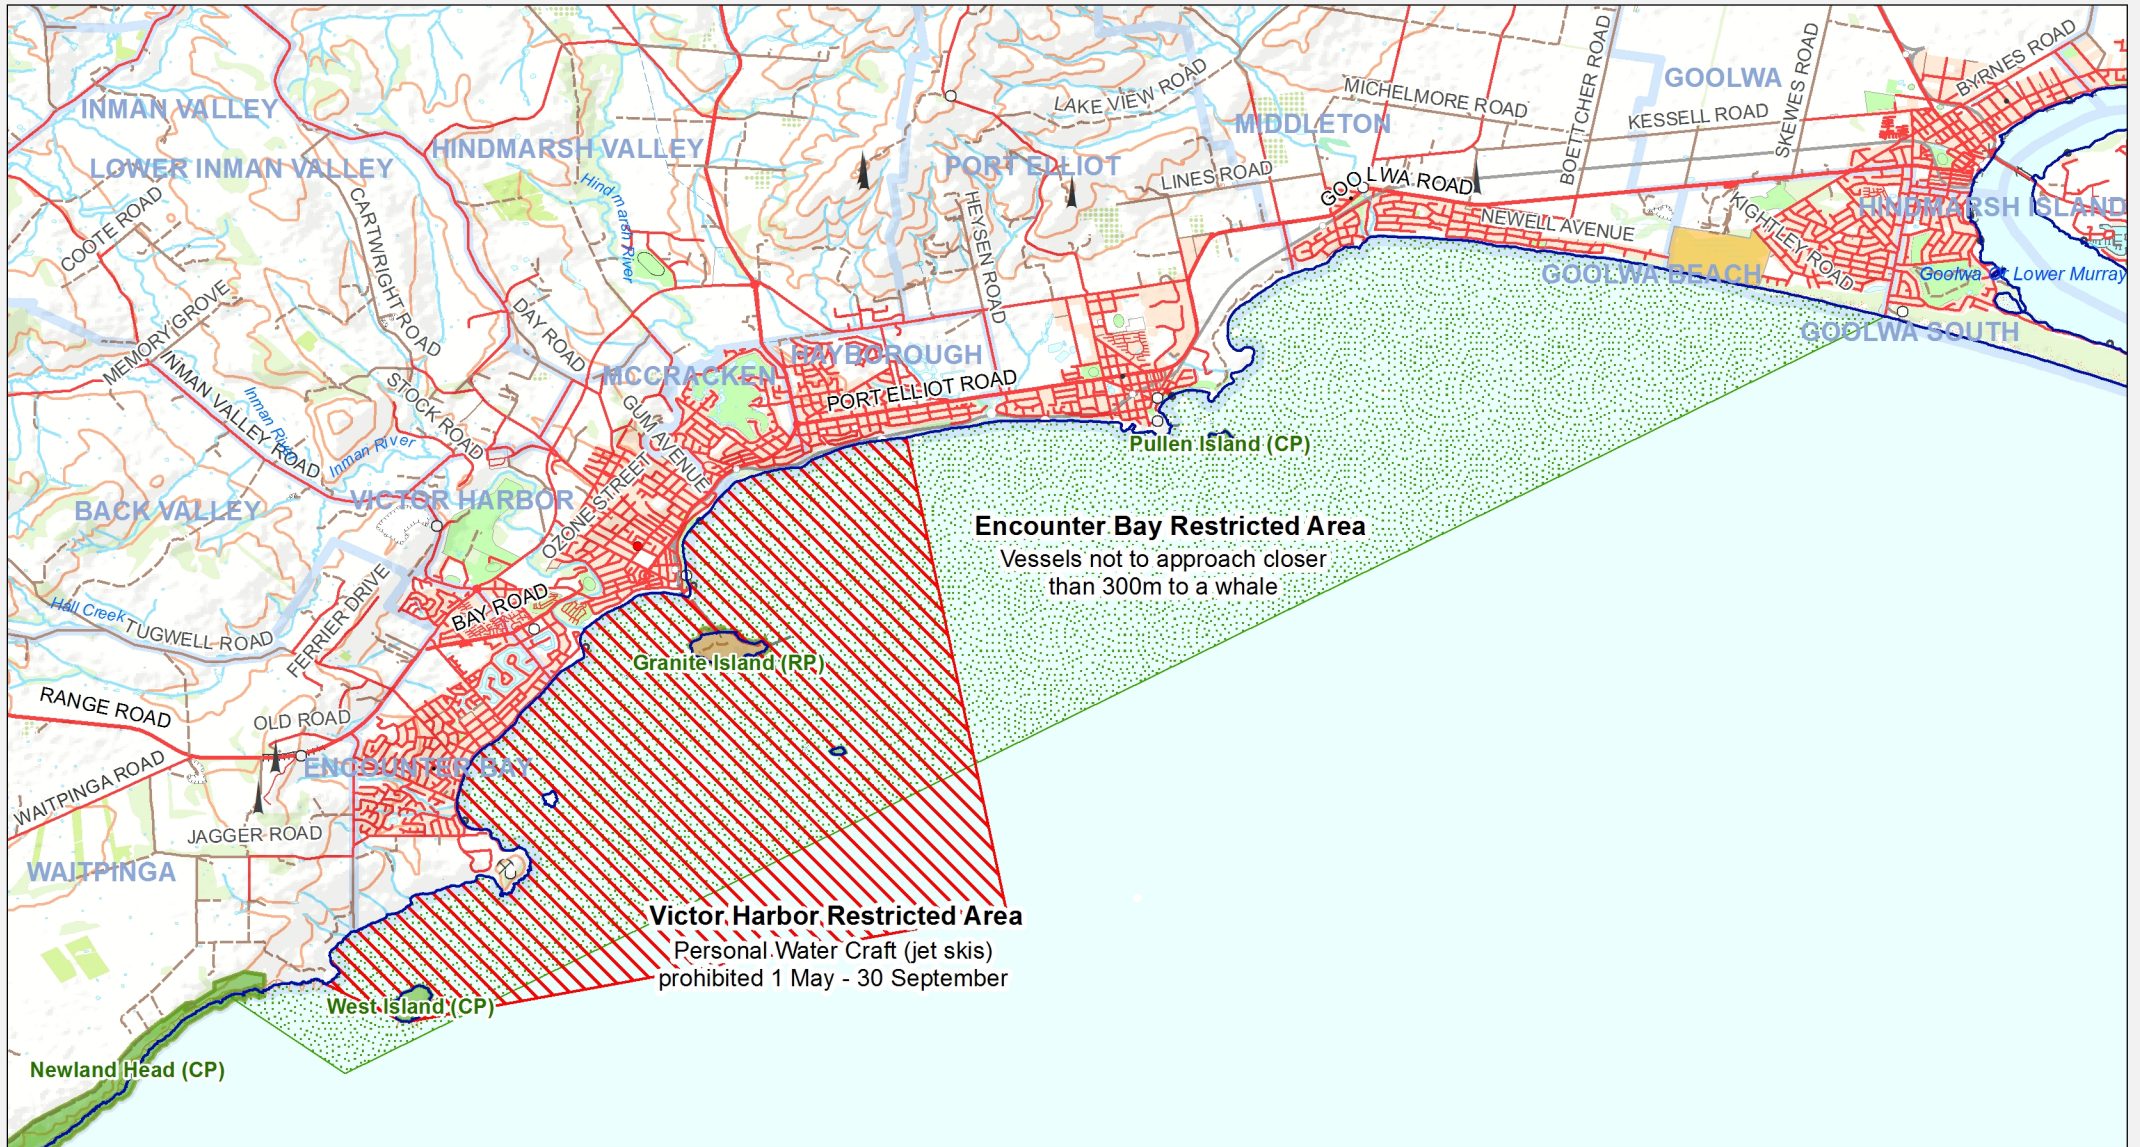 BYRNES ROAD
GOOLWA
SKEWES ROAD
BOETTCHER ROAD
LAKE VIEW ROAD
MICHELMORE ROAD
KESSELL ROAD
INMAN VALLEY
MIDDLETON
HINDMARSH VALLEY
LOWER INMAN VALLEY
PORT ELLIOT
LINES ROAD
GOOLWA ROAD
Hindmarsh River
COOTE ROAD
CARTWRIGHT ROAD
HEYSEN ROAD
NEWELL AVENUE
KIGHTLEY ROAD
HINDMARSH ISLAND
GOOLWA BEACH
Goolwa Or Lower Murray
MEMORY GROVE
DAY ROAD
GOOLWA SOUTH
HAYBOROUGH
MCCRACKEN
PORT ELLIOT ROAD
INMAN VALLEY ROAD
Inman River
STOCK ROAD
GUM AVENUE
Inman River
Pullen Island (CP)
VICTOR HARBOR
BACK VALLEY
OZONE STREET
Encounter Bay Restricted Area
Vessels not to approach closer
than 300m to a whale
Hall Creek
TUGWELL ROAD
FERRIER DRIVE
BAY ROAD
Granite Island (RP)
RANGE ROAD
OLD ROAD
WAITPINGA ROAD
ENCOUNTER BAY
JAGGER ROAD
WAITPINGA
Victor Harbor Restricted Area
Personal Water Craft (jet skis)
prohibited 1 May - 30 September
West Island (CP)
Newland Head (CP)